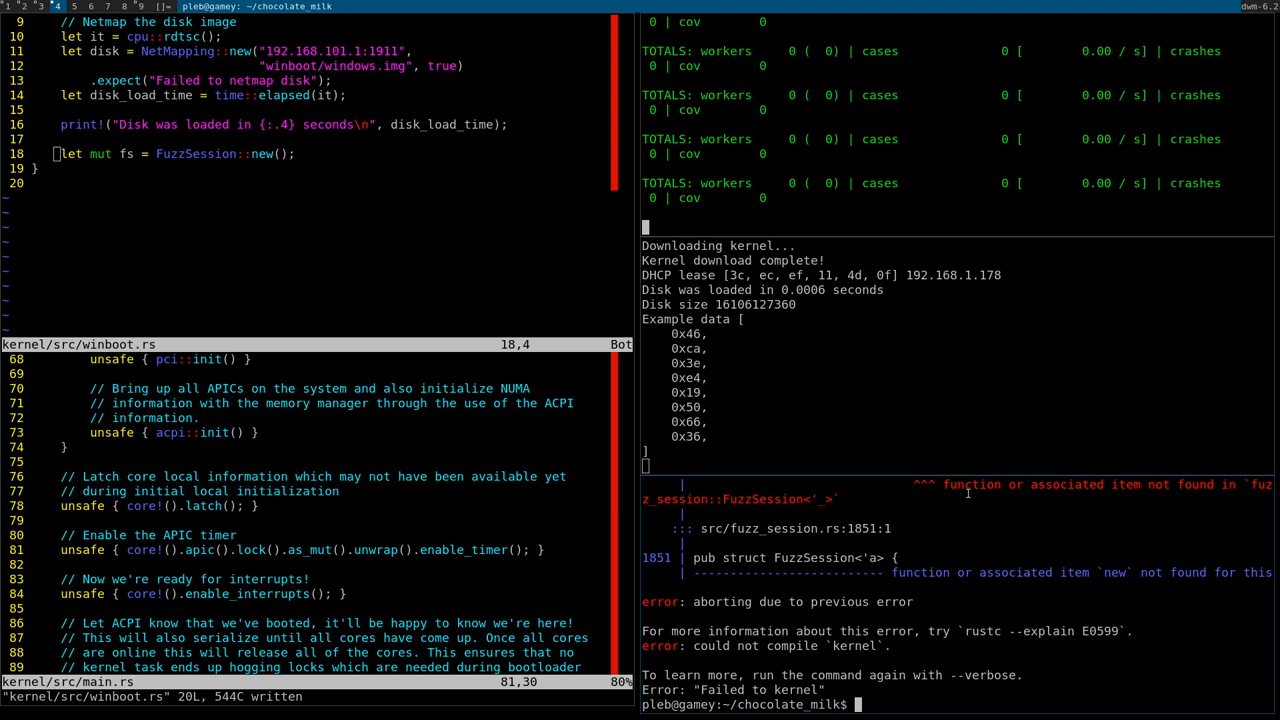 1 2 3 4 5 6 7 8 9 []= pleb@gamey: ~/chocolate_milk dwm-6.2
9 // Netmap the disk image
10 let it = cpu::rdtsc();
11 let disk = NetMapping::new("192.168.101.1:1911",
12 "winboot/windows.img", true)
13 .expect("Failed to netmap disk");
14 let disk_load_time = time::elapsed(it);
15
16 print!("Disk was loaded in {:.4} seconds\n", disk_load_time);
17
18 let mut fs = FuzzSession::new();
19 }
20
~
~
~
~
~
~
~
~
~
~
kernel/src/winboot.rs 18,4 Bot
68 unsafe { pci::init() }
69
70 // Bring up all APICs on the system and also initialize NUMA
71 // information with the memory manager through the use of the ACPI
72 // information.
73 unsafe { acpi::init() }
74 }
75
76 // Latch core local information which may not have been available yet
77 // during initial local initialization
78 unsafe { core!().latch(); }
79
80 // Enable the APIC timer
81 unsafe { core!().apic().lock().as_mut().unwrap().enable_timer(); }
82
83 // Now we're ready for interrupts!
84 unsafe { core!().enable_interrupts(); }
85
86 // Let ACPI know that we've booted, it'll be happy to know we're here!
87 // This will also serialize until all cores have come up. Once all cores
88 // are online this will release all of the cores. This ensures that no
89 // kernel task ends up hogging locks which are needed during bootloader
kernel/src/main.rs 81,30 80%
"kernel/src/winboot.rs" 20L, 544C written
0 | cov 0
TOTALS: workers 0 ( 0) | cases 0 [ 0.00 / s] | crashes
0 | cov 0
TOTALS: workers 0 ( 0) | cases 0 [ 0.00 / s] | crashes
0 | cov 0
TOTALS: workers 0 ( 0) | cases 0 [ 0.00 / s] | crashes
0 | cov 0
TOTALS: workers 0 ( 0) | cases 0 [ 0.00 / s] | crashes
0 | cov 0
Downloading kernel...
Kernel download complete!
DHCP lease [3c, ec, ef, 11, 4d, 0f] 192.168.1.178
Disk was loaded in 0.0006 seconds
Disk size 16106127360
Example data [
0x46,
0xca,
0x3e,
0xe4,
0x19,
0x50,
0x66,
0x36,
]
| ^^^ function or associated item not found in `fuz
z_session::FuzzSession<'_>`
|
::: src/fuzz_session.rs:1851:1
|
1851 | pub struct FuzzSession<'a> {
| -------------------------- function or associated item `new` not found for this
error: aborting due to previous error
For more information about this error, try `rustc --explain E0599`.
error: could not compile `kernel`.
To learn more, run the command again with --verbose.
Error: "Failed to kernel"
pleb@gamey:~/chocolate_milk$